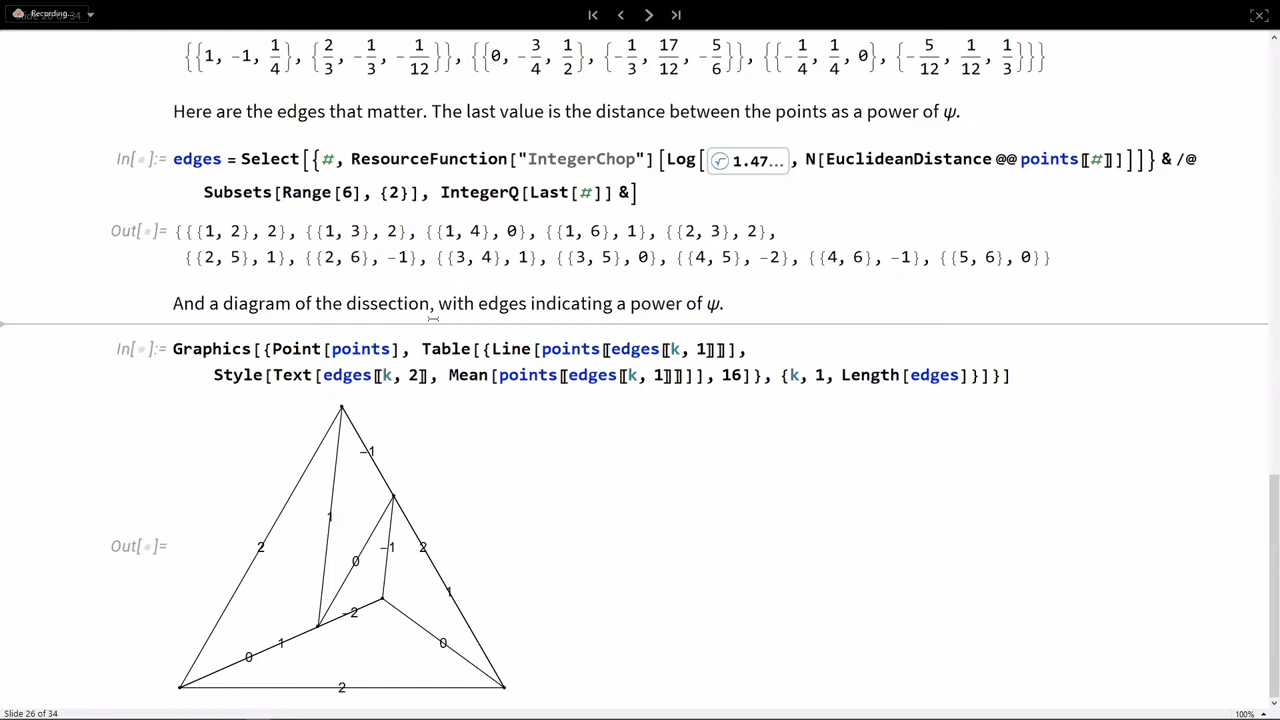 Recording...
Slide 26 of 34
{{1, -1, 1/4}, {2/3, -1/3, -1/12}}, {{0, -3/4, 1/2}, {-1/3, 17/12, -5/6}}, {{-1/4, 1/4, 0}, {-5/12, 1/12, 1/3}}}
Here are the edges that matter. The last value is the distance between the points as a power of ψ.
In[•]:= edges = Select[{#, ResourceFunction["IntegerChop"][Log[√ 1.47..., N[EuclideanDistance @@ points〚#〛]]]} & /@
Subsets[Range[6], {2}], IntegerQ[Last[#]] &]
Out[•]= {{{1, 2}, 2}, {{1, 3}, 2}, {{1, 4}, 0}, {{1, 6}, 1}, {{2, 3}, 2},
{{2, 5}, 1}, {{2, 6}, -1}, {{3, 4}, 1}, {{3, 5}, 0}, {{4, 5}, -2}, {{4, 6}, -1}, {{5, 6}, 0}}
And a diagram of the dissection, with edges indicating a power of ψ.
In[•]:= Graphics[{Point[points], Table[{Line[points〚edges〚k, 1〛〛],
Style[Text[edges〚k, 2〛, Mean[points〚edges〚k, 1〛〛]], 16]}, {k, 1, Length[edges]}]}]
-1
1
Out[•]=
2
0
-1
2
1
-2
0
1
0
2
Slide 26 of 34
100%